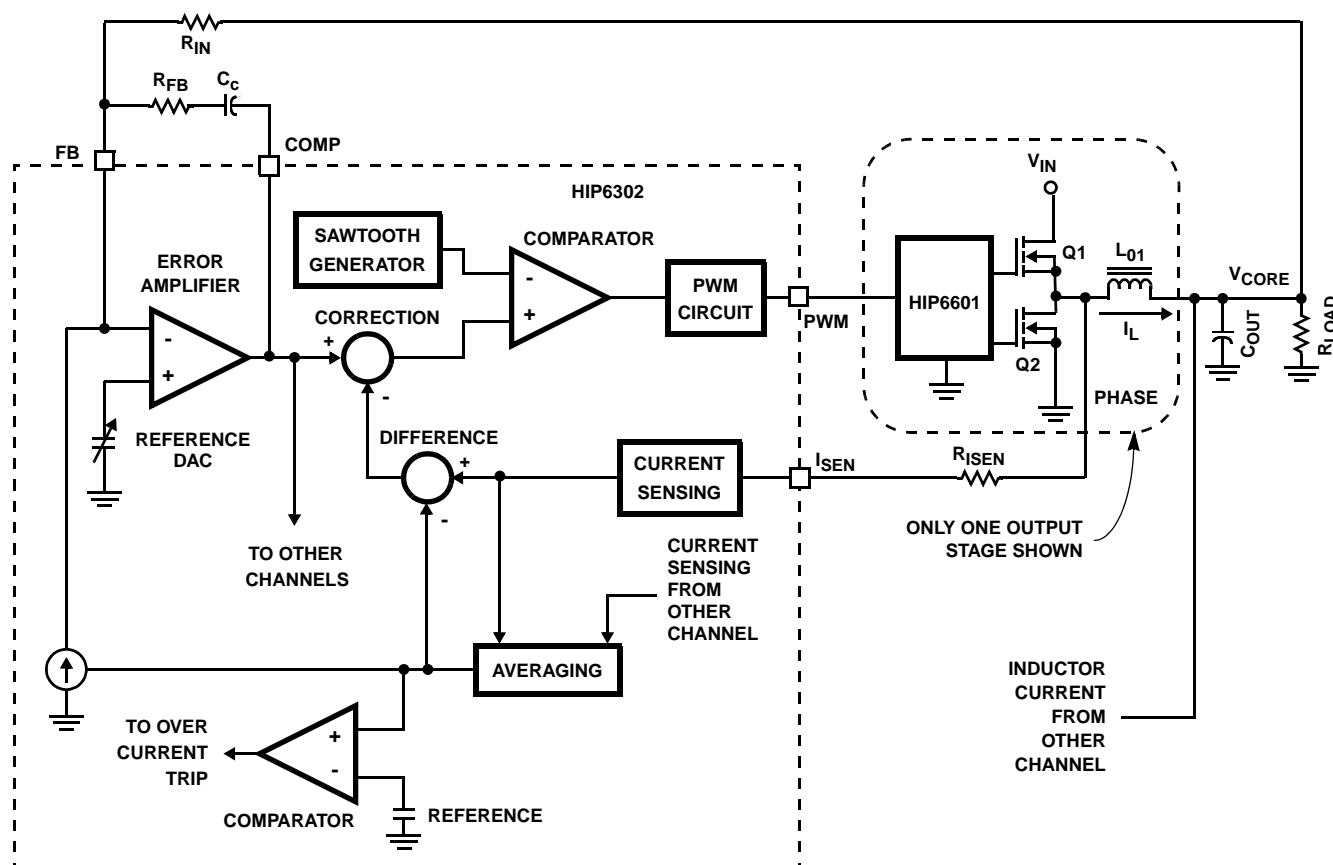 R_IN
R_FB
C_c
FB
COMP
HIP6302
V_IN
SAWTOOTH
GENERATOR
COMPARATOR
ERROR
AMPLIFIER
CORRECTION
PWM
CIRCUIT
PWM
HIP6601
Q1
Q2
L_01
I_L
V_CORE
C_OUT
R_LOAD
PHASE
-
+
-
+
+
-
REFERENCE
DAC
DIFFERENCE
+
-
CURRENT
SENSING
I_SEN
R_ISEN
ONLY ONE OUTPUT
STAGE SHOWN
TO OTHER
CHANNELS
CURRENT
SENSING
FROM
OTHER
CHANNEL
AVERAGING
INDUCTOR
CURRENT
FROM
OTHER
CHANNEL
TO OVER
CURRENT
TRIP
+
-
COMPARATOR
REFERENCE